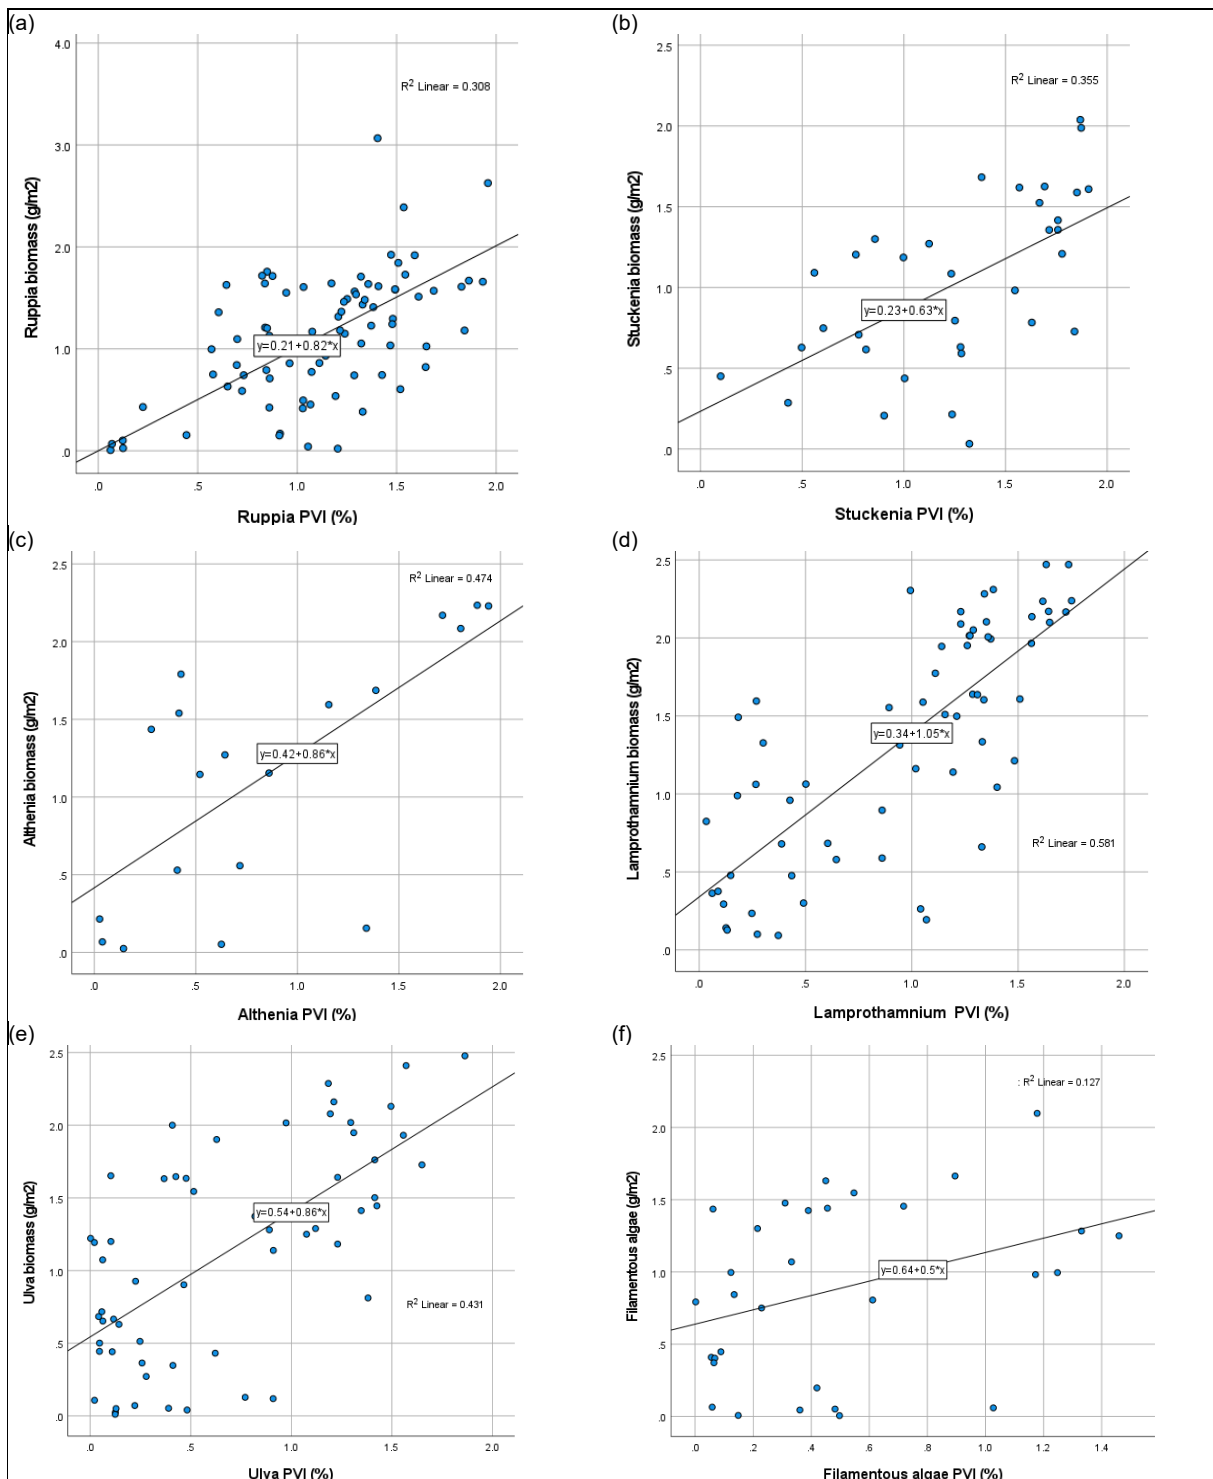 (a)
4.0
3.0
2.0
1.0
.0
Ruppia biomass (g/m2)
R2 Linear = 0.308
y=0.21+0.82*x
.0 .5 1.0 1.5 2.0
Ruppia PVI (%)
(b)
2.5
2.0
1.5
1.0
.5
.0
Stuckenia biomass (g/m2)
R2 Linear = 0.355
y=0.23+0.63*x
.0 .5 1.0 1.5 2.0
Stuckenia PVI (%)
(c)
2.5
2.0
1.5
1.0
.5
.0
Althenia biomass (g/m2)
R2 Linear = 0.474
y=0.42+0.86*x
.0 .5 1.0 1.5 2.0
Althenia PVI (%)
(d)
2.5
2.0
1.5
1.0
.5
.0
Lamprothamnium biomass (g/m2)
y=0.34+1.05*x
R2 Linear = 0.581
.0 .5 1.0 1.5 2.0
Lamprothamnium PVI (%)
(e)
2.5
2.0
1.5
1.0
.5
.0
Ulva biomass (g/m2)
y=0.54+0.86*x
R2 Linear = 0.431
.0 .5 1.0 1.5 2.0
Ulva PVI (%)
(f)
2.5
2.0
1.5
1.0
.5
.0
Filamentous algae (g/m2)
: R2 Linear = 0.127
y=0.64+0.5*x
.0 .2 .4 .6 .8 1.0 1.2 1.4
Filamentous algae PVI (%)